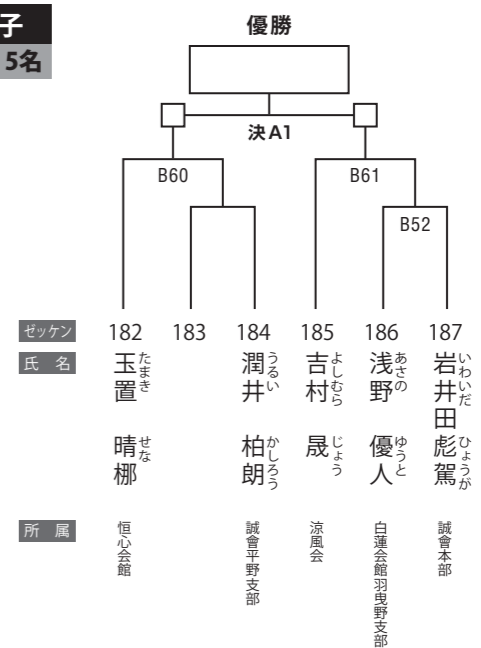 子
5名
優勝
決A1
B60
B61
B52
ゼッケン 182 183 184 185 186 187
氏名
玉置 晴梛
たまき せな
潤井 柏朗
うるい かしろう
吉村 晟
よしむら じょう
浅野 優人
あさの ゆうと
岩井田 彪駕
いわいだ ひょうが
所属
恒心会館
誠會平野支部
涼風会
白蓮会館羽曳野支部
誠會本部